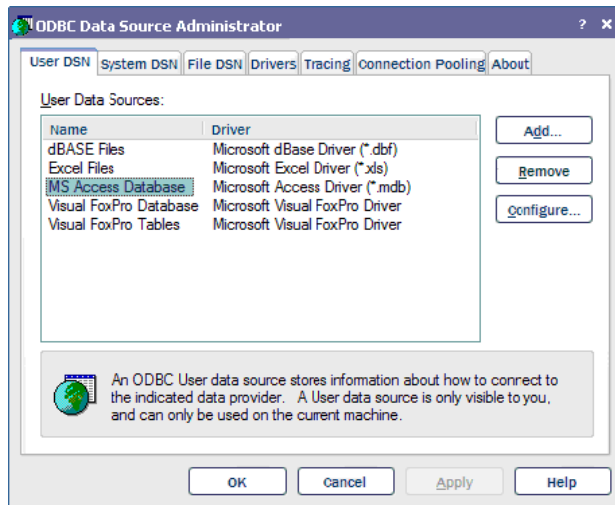 ODBC Data Source Administrator ? ×
User DSN System DSN File DSN Drivers Tracing Connection Pooling About
User Data Sources:
Name Driver
dBASE Files Microsoft dBase Driver (*.dbf)
Excel Files Microsoft Excel Driver (*.xls)
MS Access Database Microsoft Access Driver (*.mdb)
Visual FoxPro Database Microsoft Visual FoxPro Driver
Visual FoxPro Tables Microsoft Visual FoxPro Driver
Add...
Remove
Configure...
An ODBC User data source stores information about how to connect to
the indicated data provider. A User data source is only visible to you,
and can only be used on the current machine.
OK Cancel Apply Help